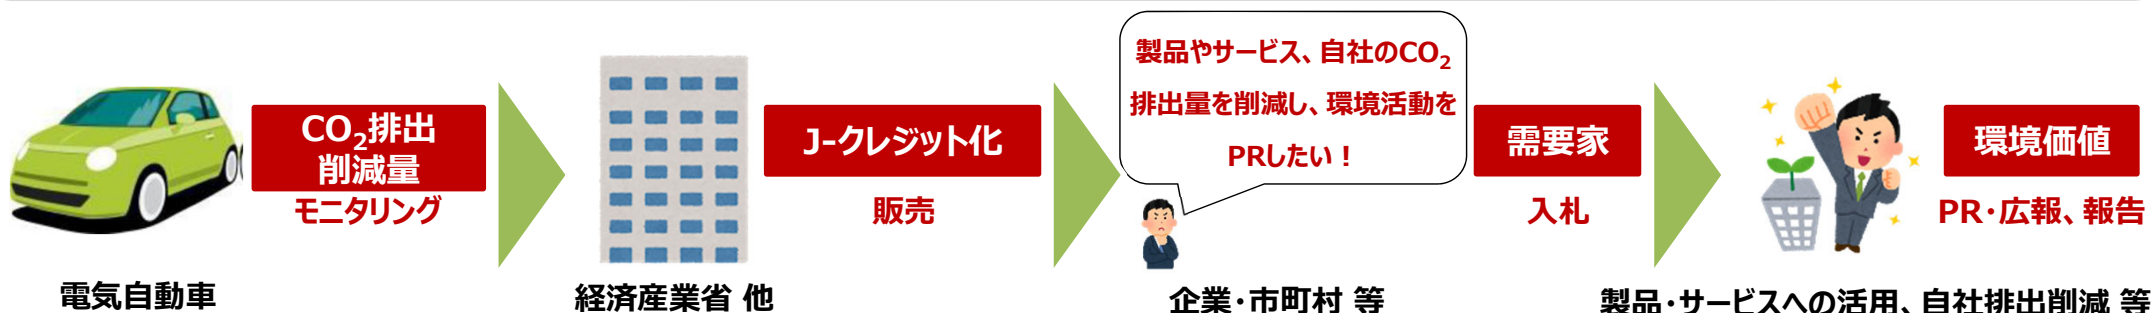 CO₂排出
削減量
モニタリング
電気自動車
経済産業省 他
J-クレジット化
販売
製品やサービス、自社のCO₂
排出量を削減し、環境活動を
PRしたい！
企業・市町村 等
需要家
入札
環境価値
PR・広報、報告
製品・サービスへの活用、自社排出削減 等